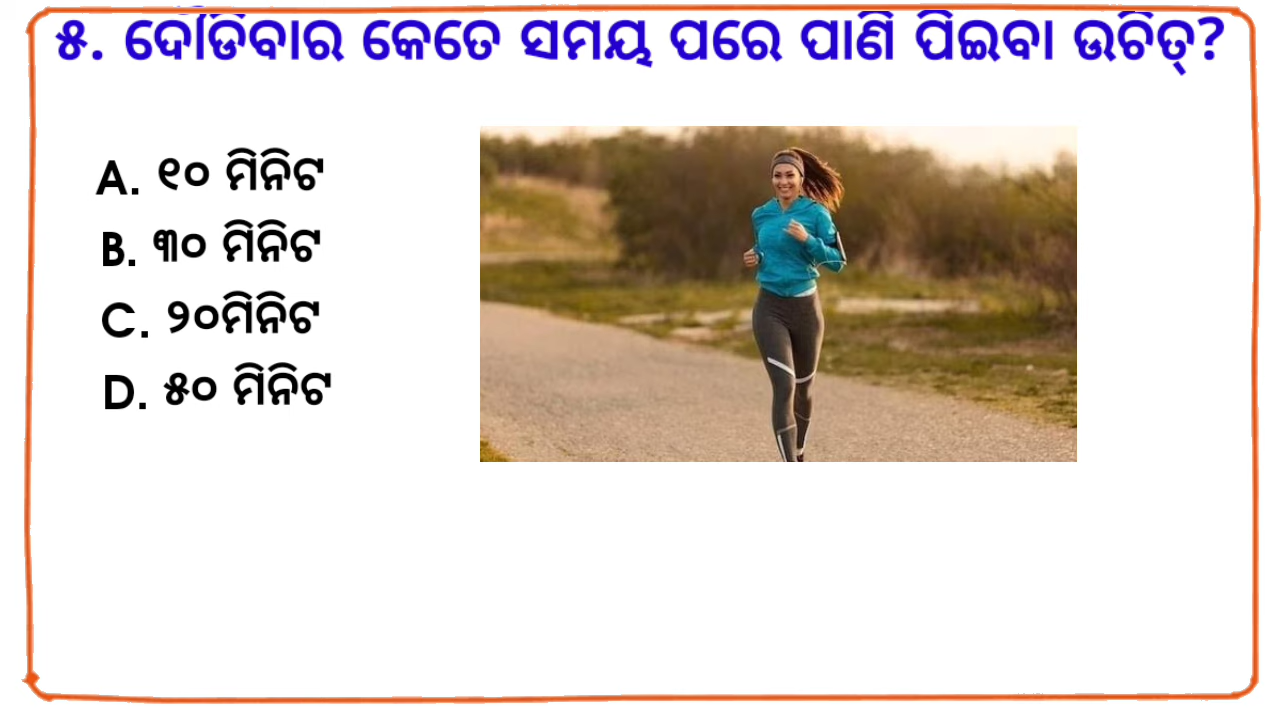 ୫. ଦୌଡିବାର କେତେ ସମୟ ପରେ ପାଣି ପିଇବା ଉଚିତ୍?
A. ୧୦ ମିନିଟ
B. ୩୦ ମିନିଟ
C. ୨୦ମିନିଟ
D. ୫୦ ମିନିଟ